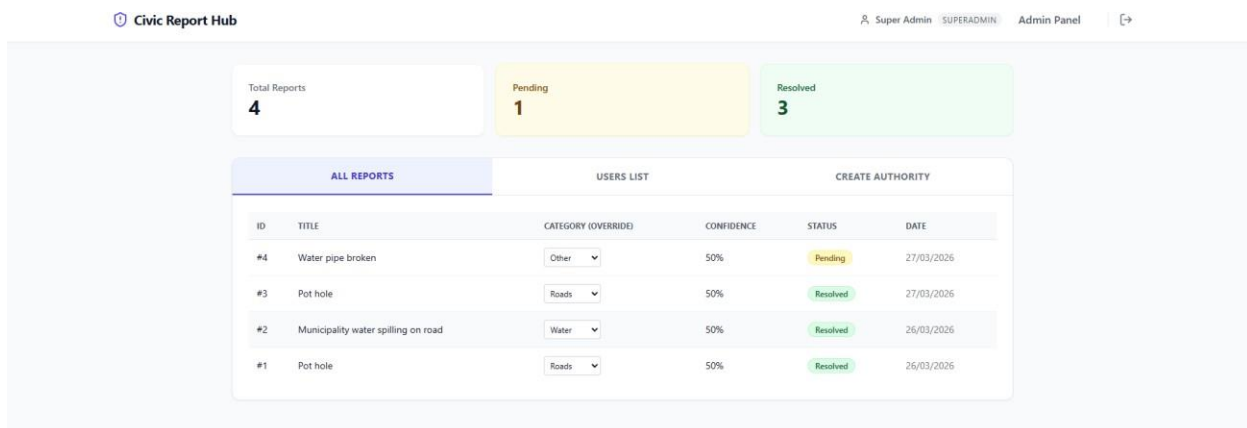 Civic Report Hub Super Admin SUPERADMIN Admin Panel
Total Reports Pending Resolved
4 1 3
ALL REPORTS USERS LIST CREATE AUTHORITY
ID TITLE CATEGORY (OVERRIDE) CONFIDENCE STATUS DATE
#4 Water pipe broken Other 50% Pending 27/03/2026
#3 Pot hole Roads 50% Resolved 27/03/2026
#2 Municipality water spilling on road Water 50% Resolved 26/03/2026
#1 Pot hole Roads 50% Resolved 26/03/2026